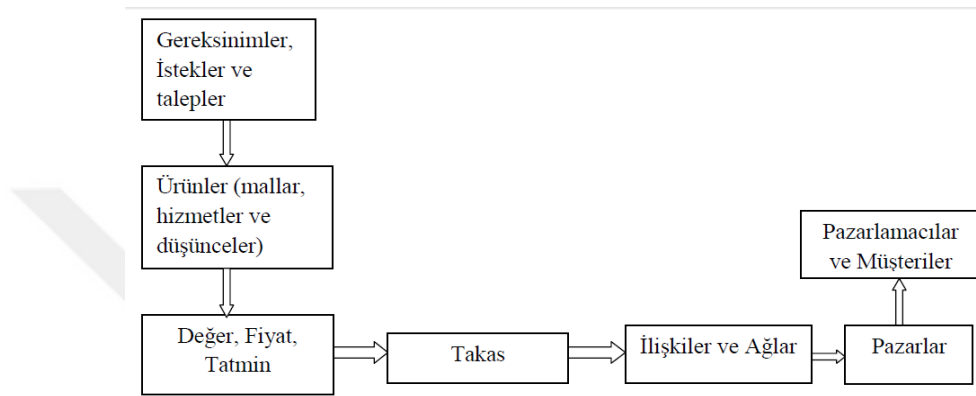 Gereksinimler,
İstekler ve
talepler
Ürünler (mallar,
hizmetler ve
düşünceler)
Değer, Fiyat,
Tatmin
Takas
İlişkiler ve Ağlar
Pazarlar
Pazarlamacılar
ve Müşteriler